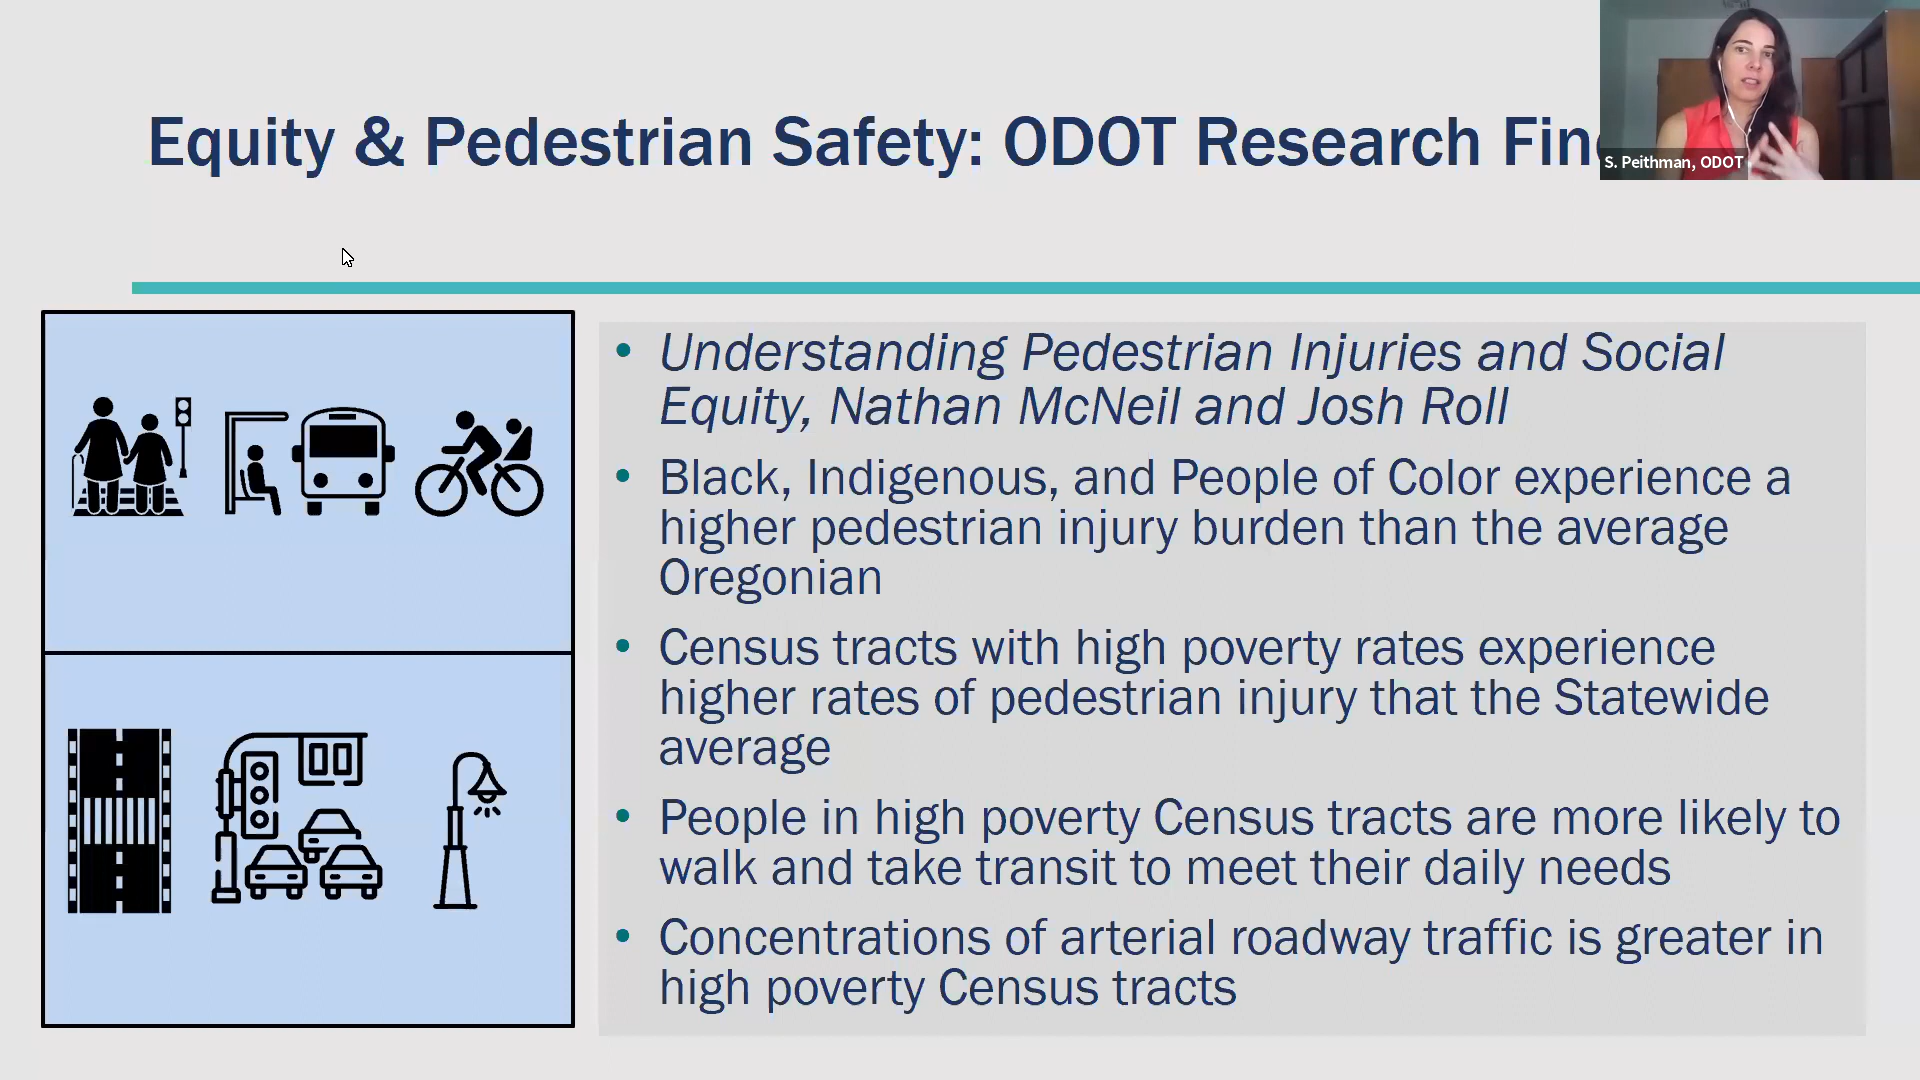 Equity & Pedestrian Safety: ODOT Research
S. Peithman, ODOT
• Understanding Pedestrian Injuries and Social
Equity, Nathan McNeil and Josh Roll
• Black, Indigenous, and People of Color experience a
higher pedestrian injury burden than the average
Oregonian
• Census tracts with high poverty rates experience
higher rates of pedestrian injury that the Statewide
average
• People in high poverty Census tracts are more likely to
walk and take transit to meet their daily needs
• Concentrations of arterial roadway traffic is greater in
high poverty Census tracts